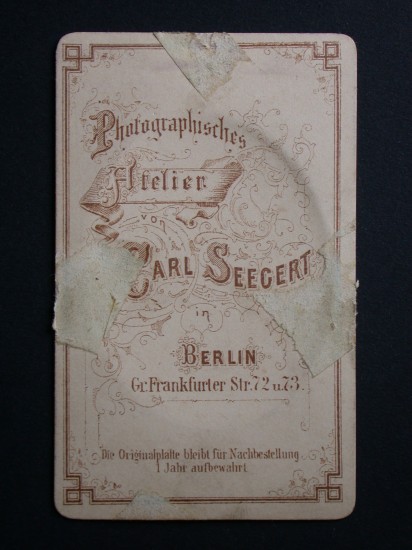 Photographisches
Atelier
von
Carl Seegert
in
Berlin
Gr. Frankfurter Str. 72 u. 73.
Die Originalplatte bleibt für Nachbestellung
1 Jahr aufbewahrt.